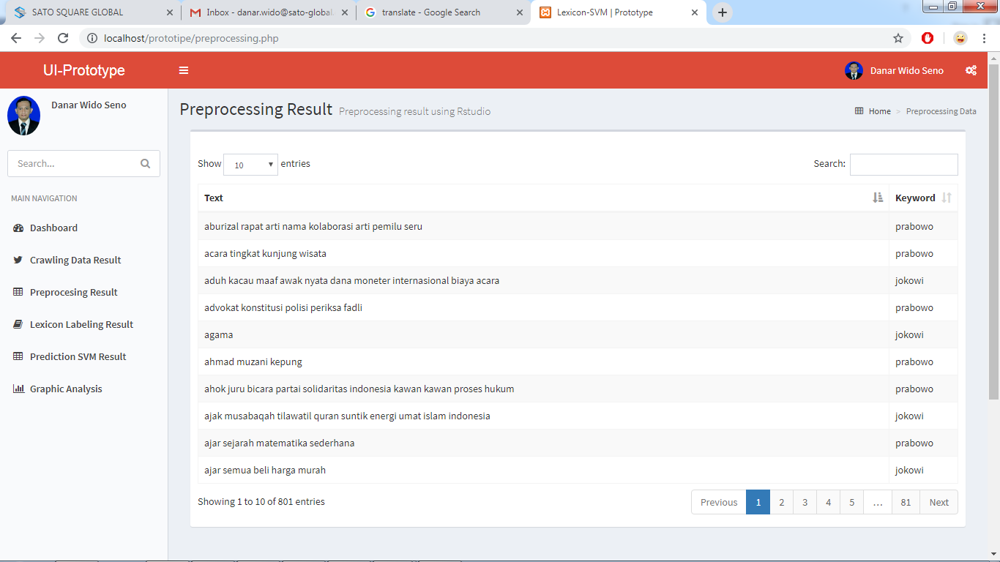 SATO SQUARE GLOBAL
Inbox - danar.wido@sato-global
translate - Google Search
Lexicon-SVM | Prototype
localhost/prototipe/preprocessing.php
UI-Prototype
Danar Wido Seno
Danar Wido Seno
Search...
MAIN NAVIGATION
Dashboard
Crawling Data Result
Preprocesing Result
Lexicon Labeling Result
Prediction SVM Result
Graphic Analysis
Preprocessing Result Preprocessing result using Rstudio
Home > Preprocessing Data
Show 10 entries
Search:
Text Keyword
aburizal rapat arti nama kolaborasi arti pemilu seru prabowo
acara tingkat kunjung wisata prabowo
aduh kacau maaf awak nyata dana moneter internasional biaya acara jokowi
advokat konstitusi polisi periksa fadli prabowo
agama jokowi
ahmad muzani kepung prabowo
ahok juru bicara partai solidaritas indonesia kawan kawan proses hukum prabowo
ajak musabaqah tilawatil quran suntik energi umat islam indonesia jokowi
ajar sejarah matematika sederhana prabowo
ajar semua beli harga murah jokowi
Showing 1 to 10 of 801 entries
Previous 1 2 3 4 5 … 81 Next